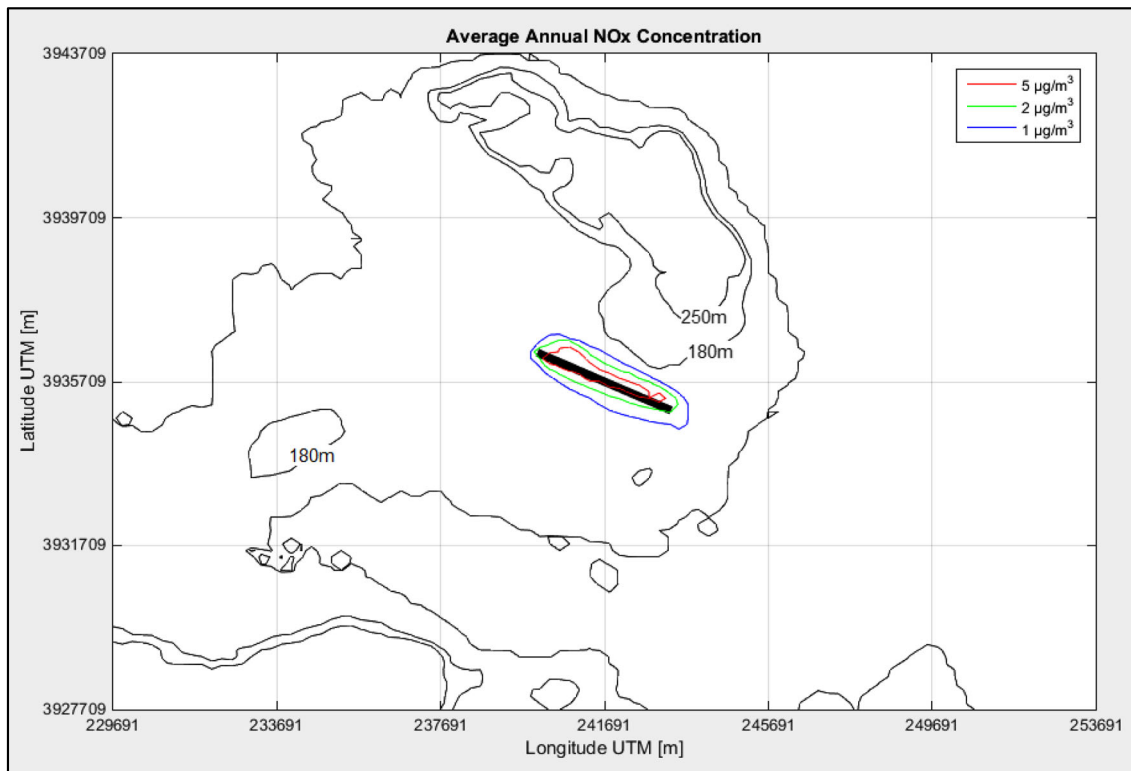 Average Annual NOx Concentration
3943709
5 µg/m³
2 µg/m³
1 µg/m³
3939709
250m
180m
3935709
Latitude UTM [m]
180m
3931709
3927709
229691 233691 237691 241691 245691 249691 253691
Longitude UTM [m]